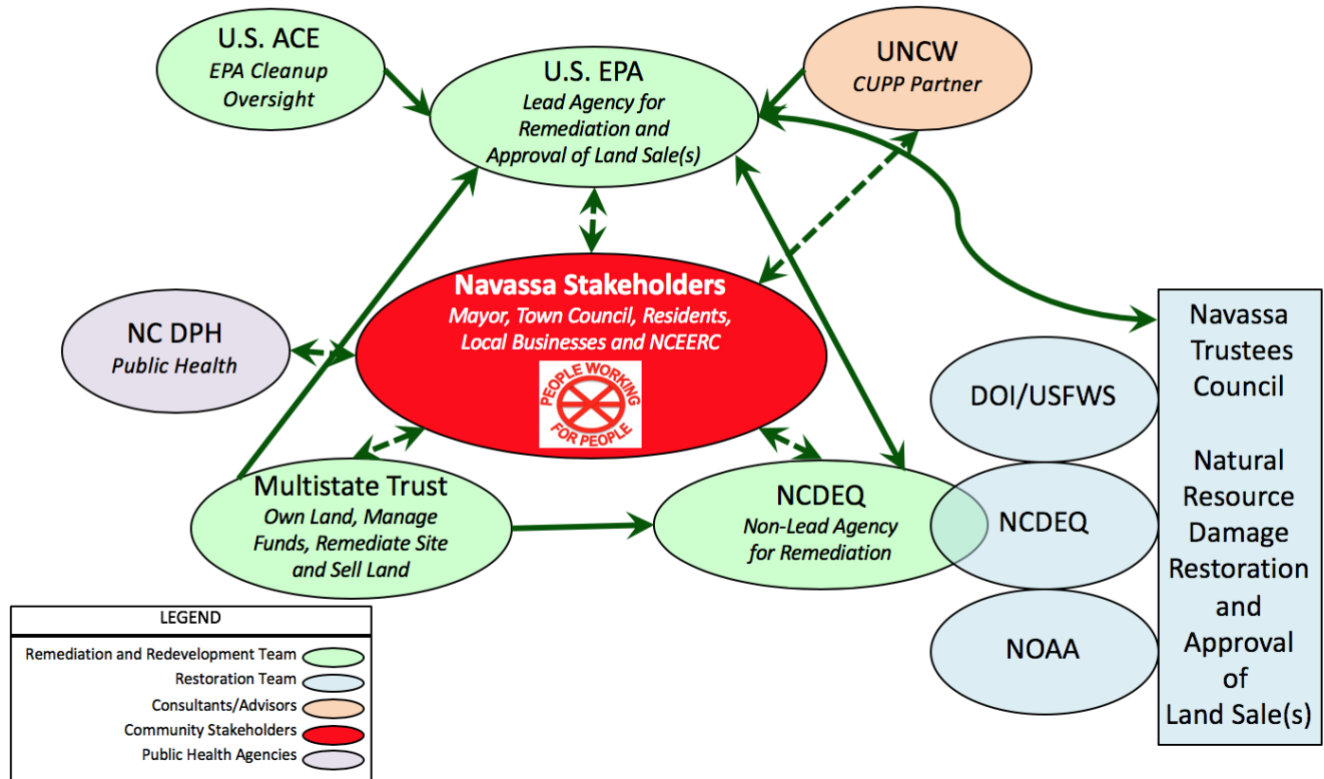 U.S. ACE
EPA Cleanup
Oversight
U.S. EPA
Lead Agency for
Remediation and
Approval of Land Sale(s)
UNCW
CUPP Partner
Navassa Stakeholders
Mayor, Town Council, Residents,
Local Businesses and NCEERC
PEOPLE WORKING
FOR PEOPLE
NC DPH
Public Health
Multistate Trust
Own Land, Manage
Funds, Remediate Site
and Sell Land
NCDEQ
Non-Lead Agency
for Remediation
DOI/USFWS
NCDEQ
NOAA
Navassa
Trustees
Council
Natural
Resource
Damage
Restoration
and
Approval
of
Land Sale(s)
LEGEND
Remediation and Redevelopment Team
Restoration Team
Consultants/Advisors
Community Stakeholders
Public Health Agencies